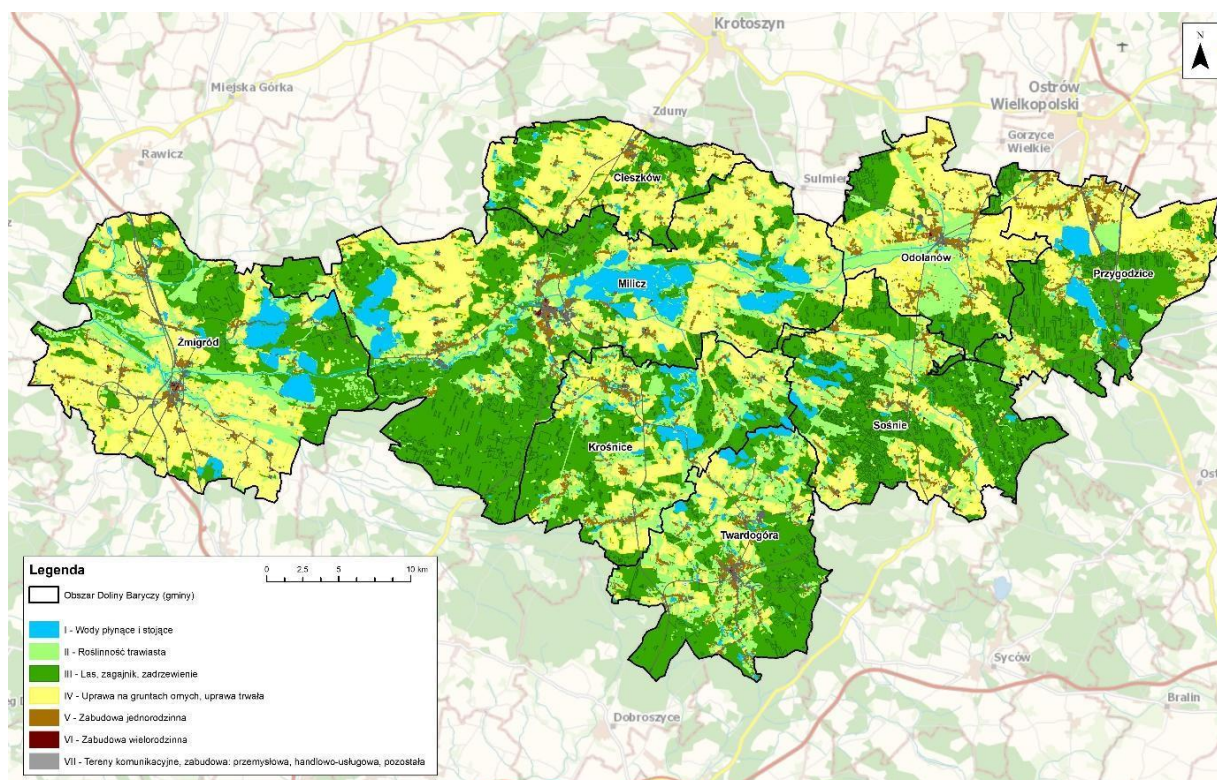 Krotoszyn
N
Miejska Górka
Ostrów
Wielkopolski
Zduny
Gorzyce
Wielkie
Rawicz
Cieszków
Sulmier
Odolanów
Milicz
Przygodzice
Żmigród
Sośnie
Krośnice
Twardogóra
Legenda
0 2.5 5 10 km
Obszar Doliny Baryczy (gminy)
I - Wody płynące i stojące
II - Roślinność trawiasta
III - Las, zagajnik, zadrzewienie
IV - Uprawa na gruntach ornych, uprawa trwała
V - Zabudowa jednorodzinna
VI - Zabudowa wielorodzinna
VII - Tereny komunikacyjne, zabudowa: przemysłowa, handlowo-usługowa, pozostała
Syców
Bralin
Dobroszyce